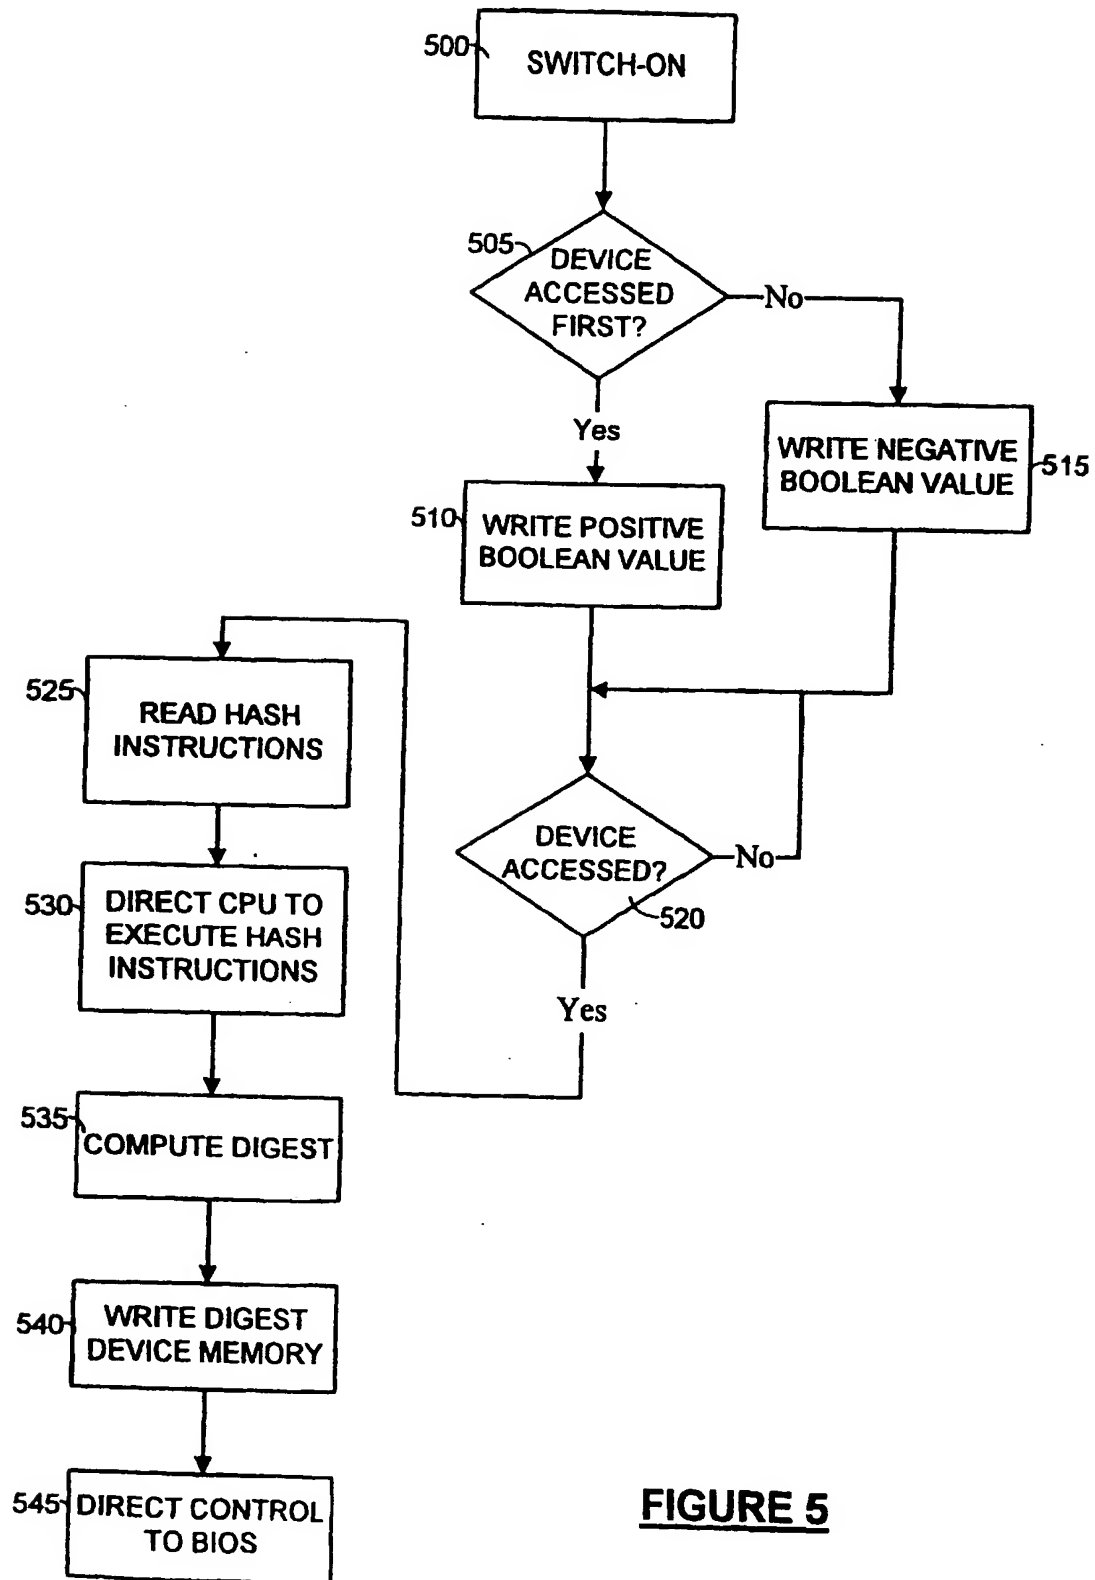 500
SWITCH-ON
505
DEVICE
ACCESSED
FIRST?
No
Yes
WRITE NEGATIVE
BOOLEAN VALUE
515
510
WRITE POSITIVE
BOOLEAN VALUE
525
READ HASH
INSTRUCTIONS
DEVICE
ACCESSED?
No
520
Yes
530
DIRECT CPU TO
EXECUTE HASH
INSTRUCTIONS
535
COMPUTE DIGEST
540
WRITE DIGEST
DEVICE MEMORY
545
DIRECT CONTROL
TO BIOS
FIGURE 5